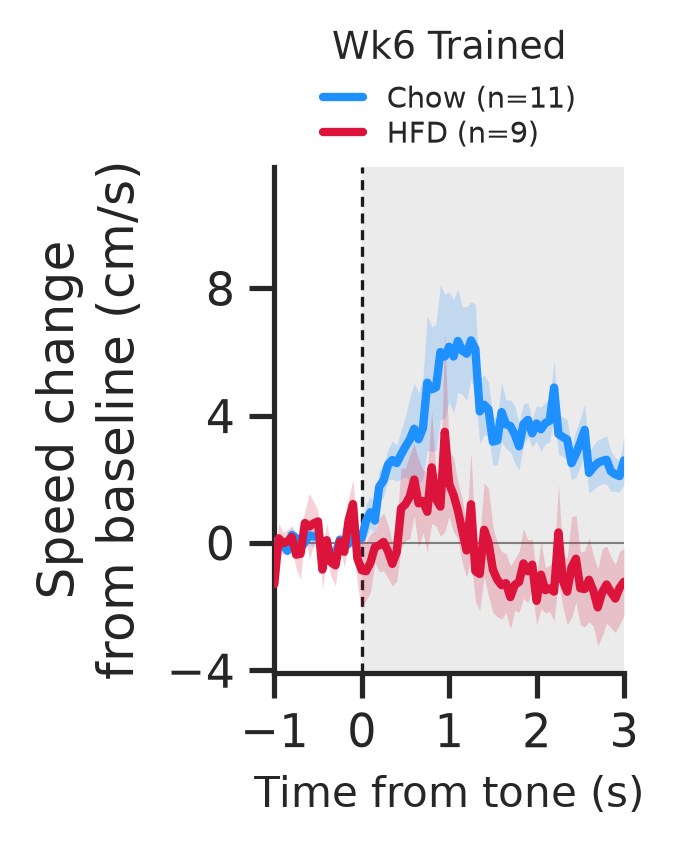 Wk6 Trained
Chow (n=11)
HFD (n=9)
Speed change
from baseline (cm/s)
8
4
0
−4
−1 0 1 2 3
Time from tone (s)